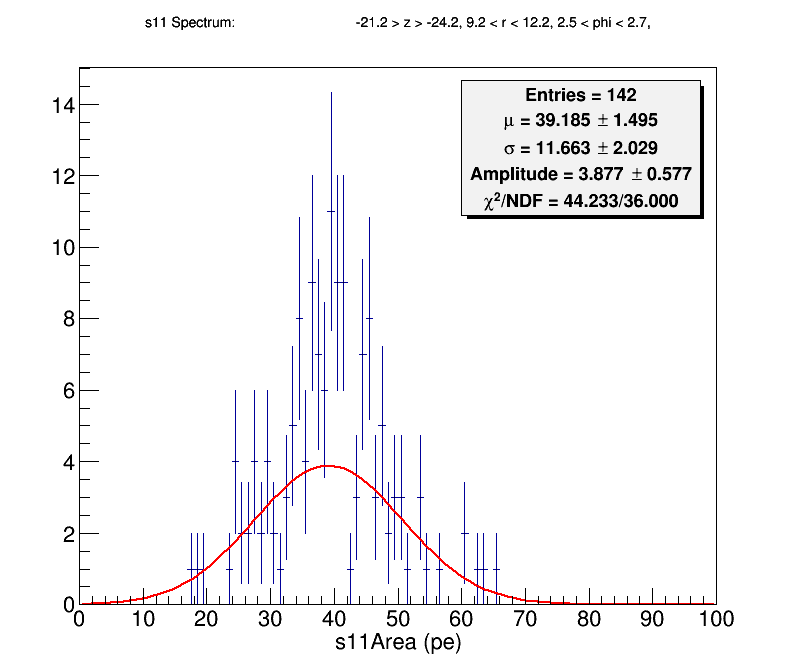 s11 Spectrum: -21.2 > z > -24.2, 9.2 < r < 12.2, 2.5 < phi < 2.7,
Entries = 142
μ = 39.185 ± 1.495
σ = 11.663 ± 2.029
Amplitude = 3.877 ± 0.577
χ²/NDF = 44.233/36.000
14
12
10
8
6
4
2
0
0 10 20 30 40 50 60 70 80 90 100
s11Area (pe)